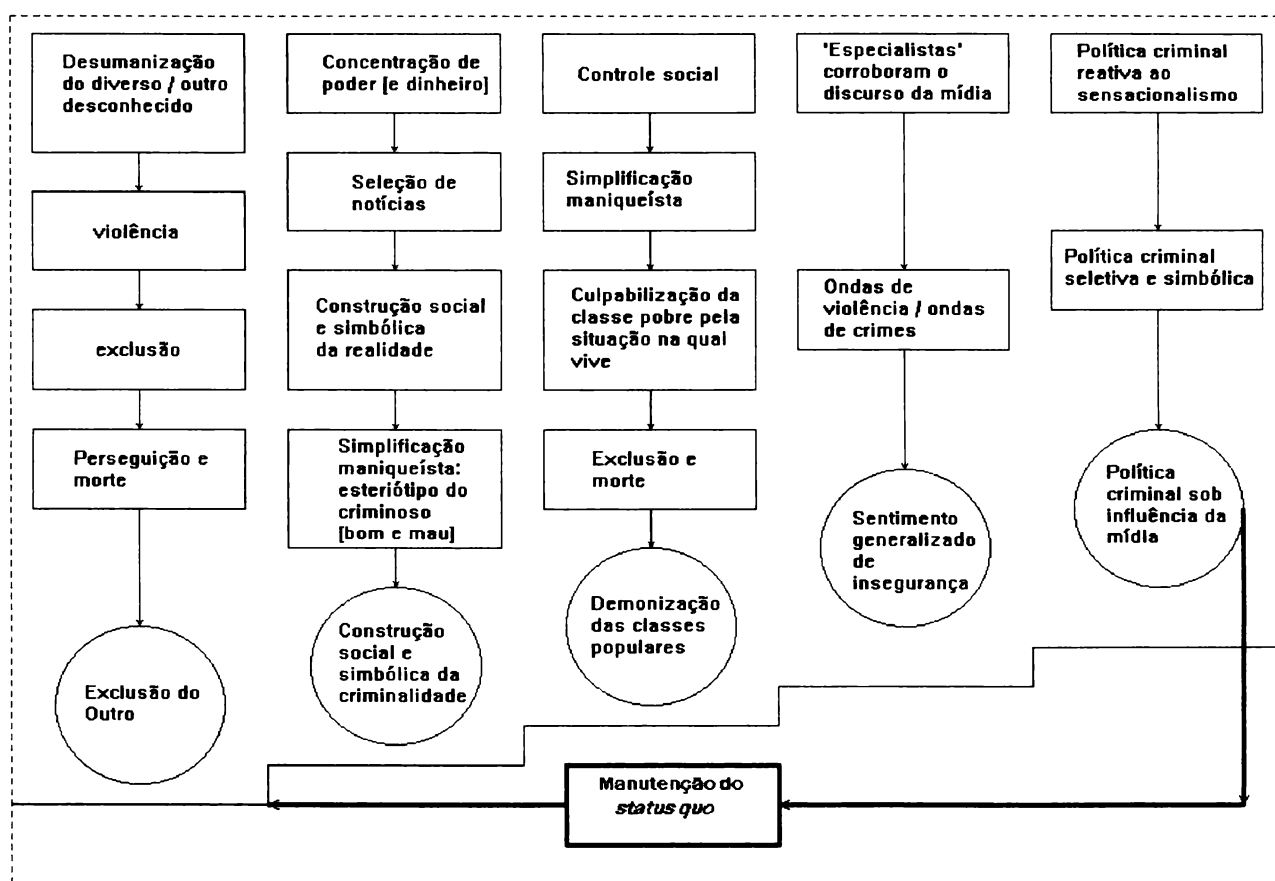 Desumanização
do diverso / outro
desconhecido
violência
exclusão
Perseguição e
morte
Exclusão do
Outro
Concentração de
poder [e dinheiro]
Seleção de
notícias
Construção social
e simbólica
da realidade
Simplificação
maniqueísta:
esteriótipo do
criminoso
[bom e mau]
Construção
social e
simbólica da
criminalidade
Controle social
Simplificação
maniqueísta
Culpabilização da
classe pobre pela
situação na qual
vive
Exclusão e
morte
Demonização
das classes
populares
'Especialistas'
corroboram o
discurso da mídia
Ondas de
violência / ondas
de crimes
Sentimento
generalizado
de
insegurança
Política criminal
reativa ao
sensacionalismo
Política criminal
seletiva e simbólica
Política
criminal sob
influência da
mídia
Manutenção do
status quo